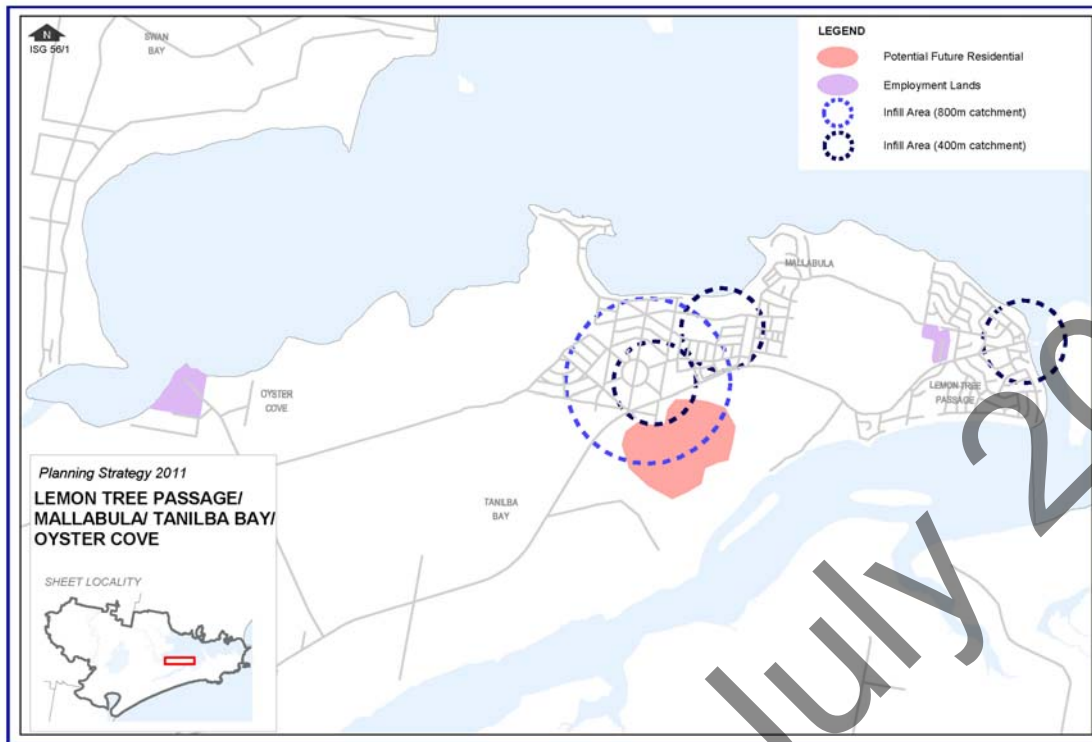 N
ISG 56/1
SWAN
BAY
LEGEND
Potential Future Residential
Employment Lands
Infill Area (800m catchment)
Infill Area (400m catchment)
MALLABULA
OYSTER
COVE
LEMON TREE
PASSAGE
TANILBA
BAY
Planning Strategy 2011
LEMON TREE PASSAGE/
MALLABULA/ TANILBA BAY/
OYSTER COVE
SHEET LOCALITY
July 20